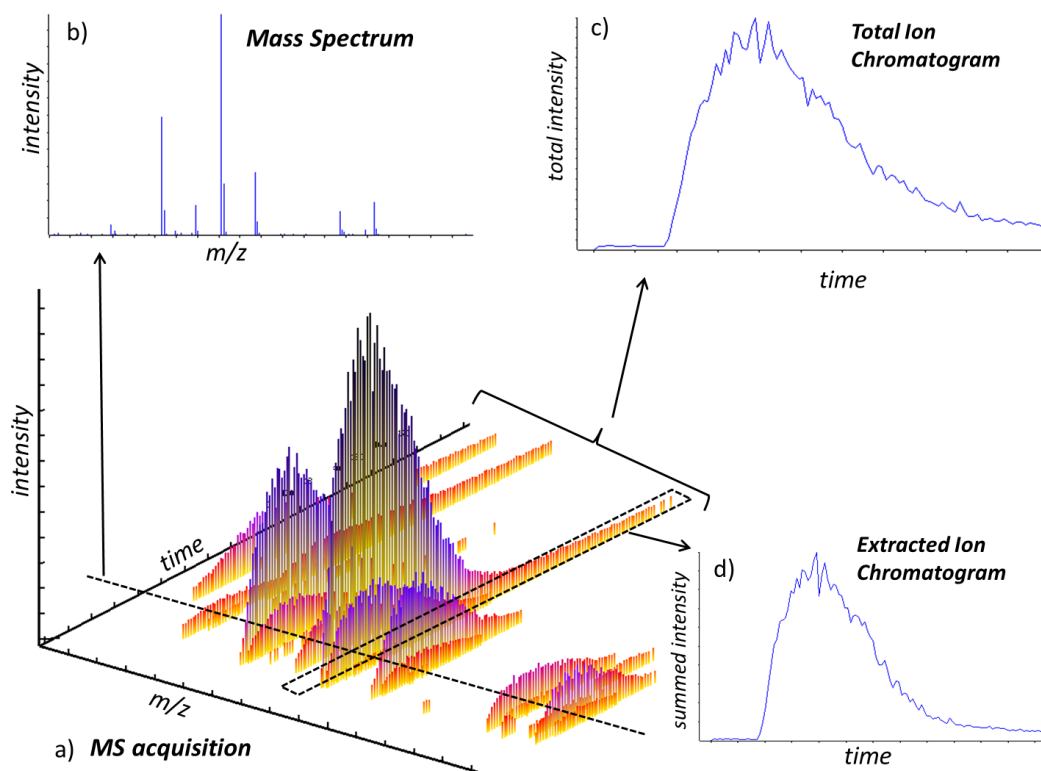 b)
Mass Spectrum
intensity
m/z
c)
Total Ion
Chromatogram
total intensity
time
intensity
time
m/z
a) MS acquisition
d)
Extracted Ion
Chromatogram
summed intensity
time